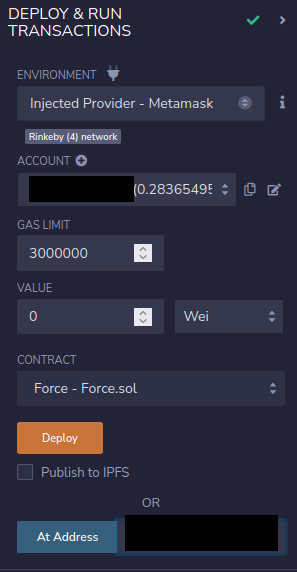 DEPLOY & RUN
TRANSACTIONS
ENVIRONMENT
Injected Provider - Metamask
Rinkeby (4) network
ACCOUNT
(0.28365495
GAS LIMIT
3000000
VALUE
0 Wei
CONTRACT
Force - Force.sol
Deploy
Publish to IPFS
OR
At Address